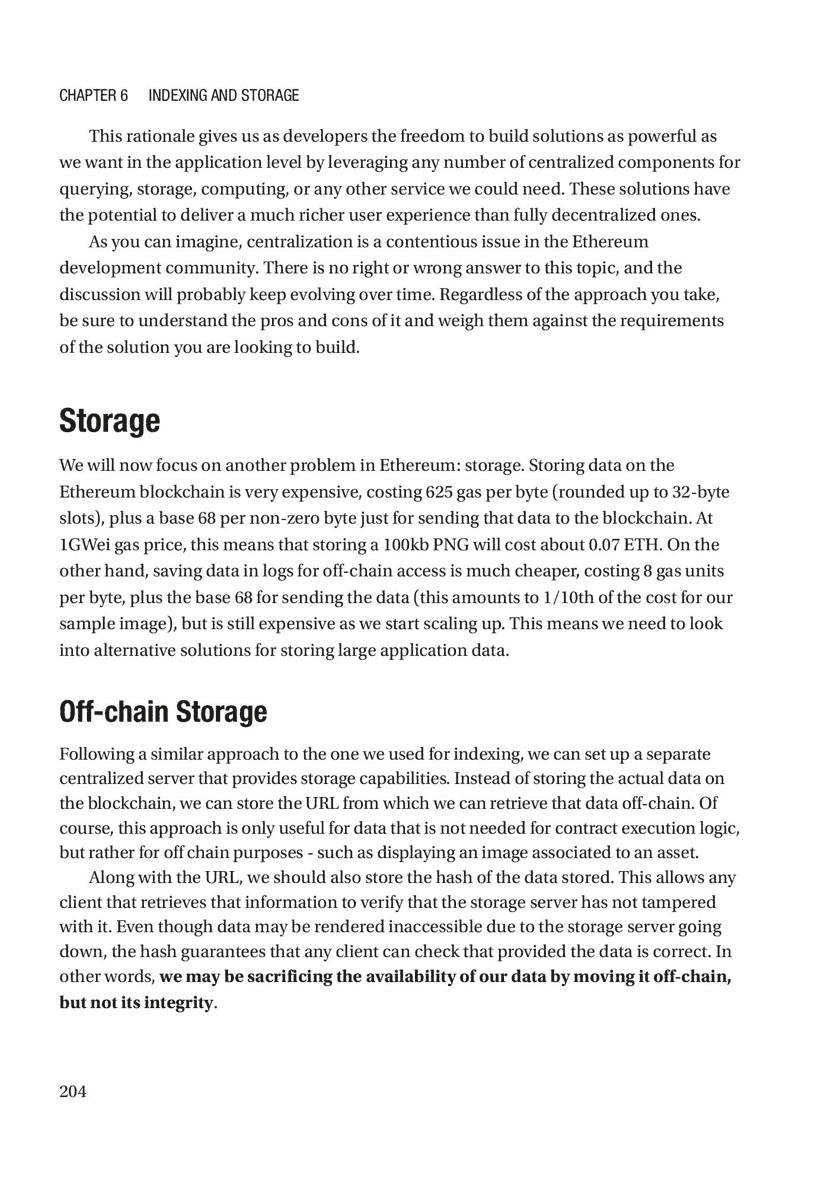 CHAPTER 6 INDEXING AND STORAGE
This rationale gives us as developers the freedom to build solutions as powerful as
we want in the application level by leveraging any number of centralized components for
querying, storage, computing, or any other service we could need. These solutions have
the potential to deliver a much richer user experience than fully decentralized ones.
As you can imagine, centralization is a contentious issue in the Ethereum
development community. There is no right or wrong answer to this topic, and the
discussion will probably keep evolving over time. Regardless of the approach you take,
be sure to understand the pros and cons of it and weigh them against the requirements
of the solution you are looking to build.
Storage
We will now focus on another problem in Ethereum: storage. Storing data on the
Ethereum blockchain is very expensive, costing 625 gas per byte (rounded up to 32-byte
slots), plus a base 68 per non-zero byte just for sending that data to the blockchain. At
1GWei gas price, this means that storing a 100kb PNG will cost about 0.07 ETH. On the
other hand, saving data in logs for off-chain access is much cheaper, costing 8 gas units
per byte, plus the base 68 for sending the data (this amounts to 1/10th of the cost for our
sample image), but is still expensive as we start scaling up. This means we need to look
into alternative solutions for storing large application data.
Off-chain Storage
Following a similar approach to the one we used for indexing, we can set up a separate
centralized server that provides storage capabilities. Instead of storing the actual data on
the blockchain, we can store the URL from which we can retrieve that data off-chain. Of
course, this approach is only useful for data that is not needed for contract execution logic,
but rather for off chain purposes - such as displaying an image associated to an asset.
Along with the URL, we should also store the hash of the data stored. This allows any
client that retrieves that information to verify that the storage server has not tampered
with it. Even though data may be rendered inaccessible due to the storage server going
down, the hash guarantees that any client can check that provided the data is correct. In
other words, we may be sacrificing the availability of our data by moving it off-chain,
but not its integrity.
204